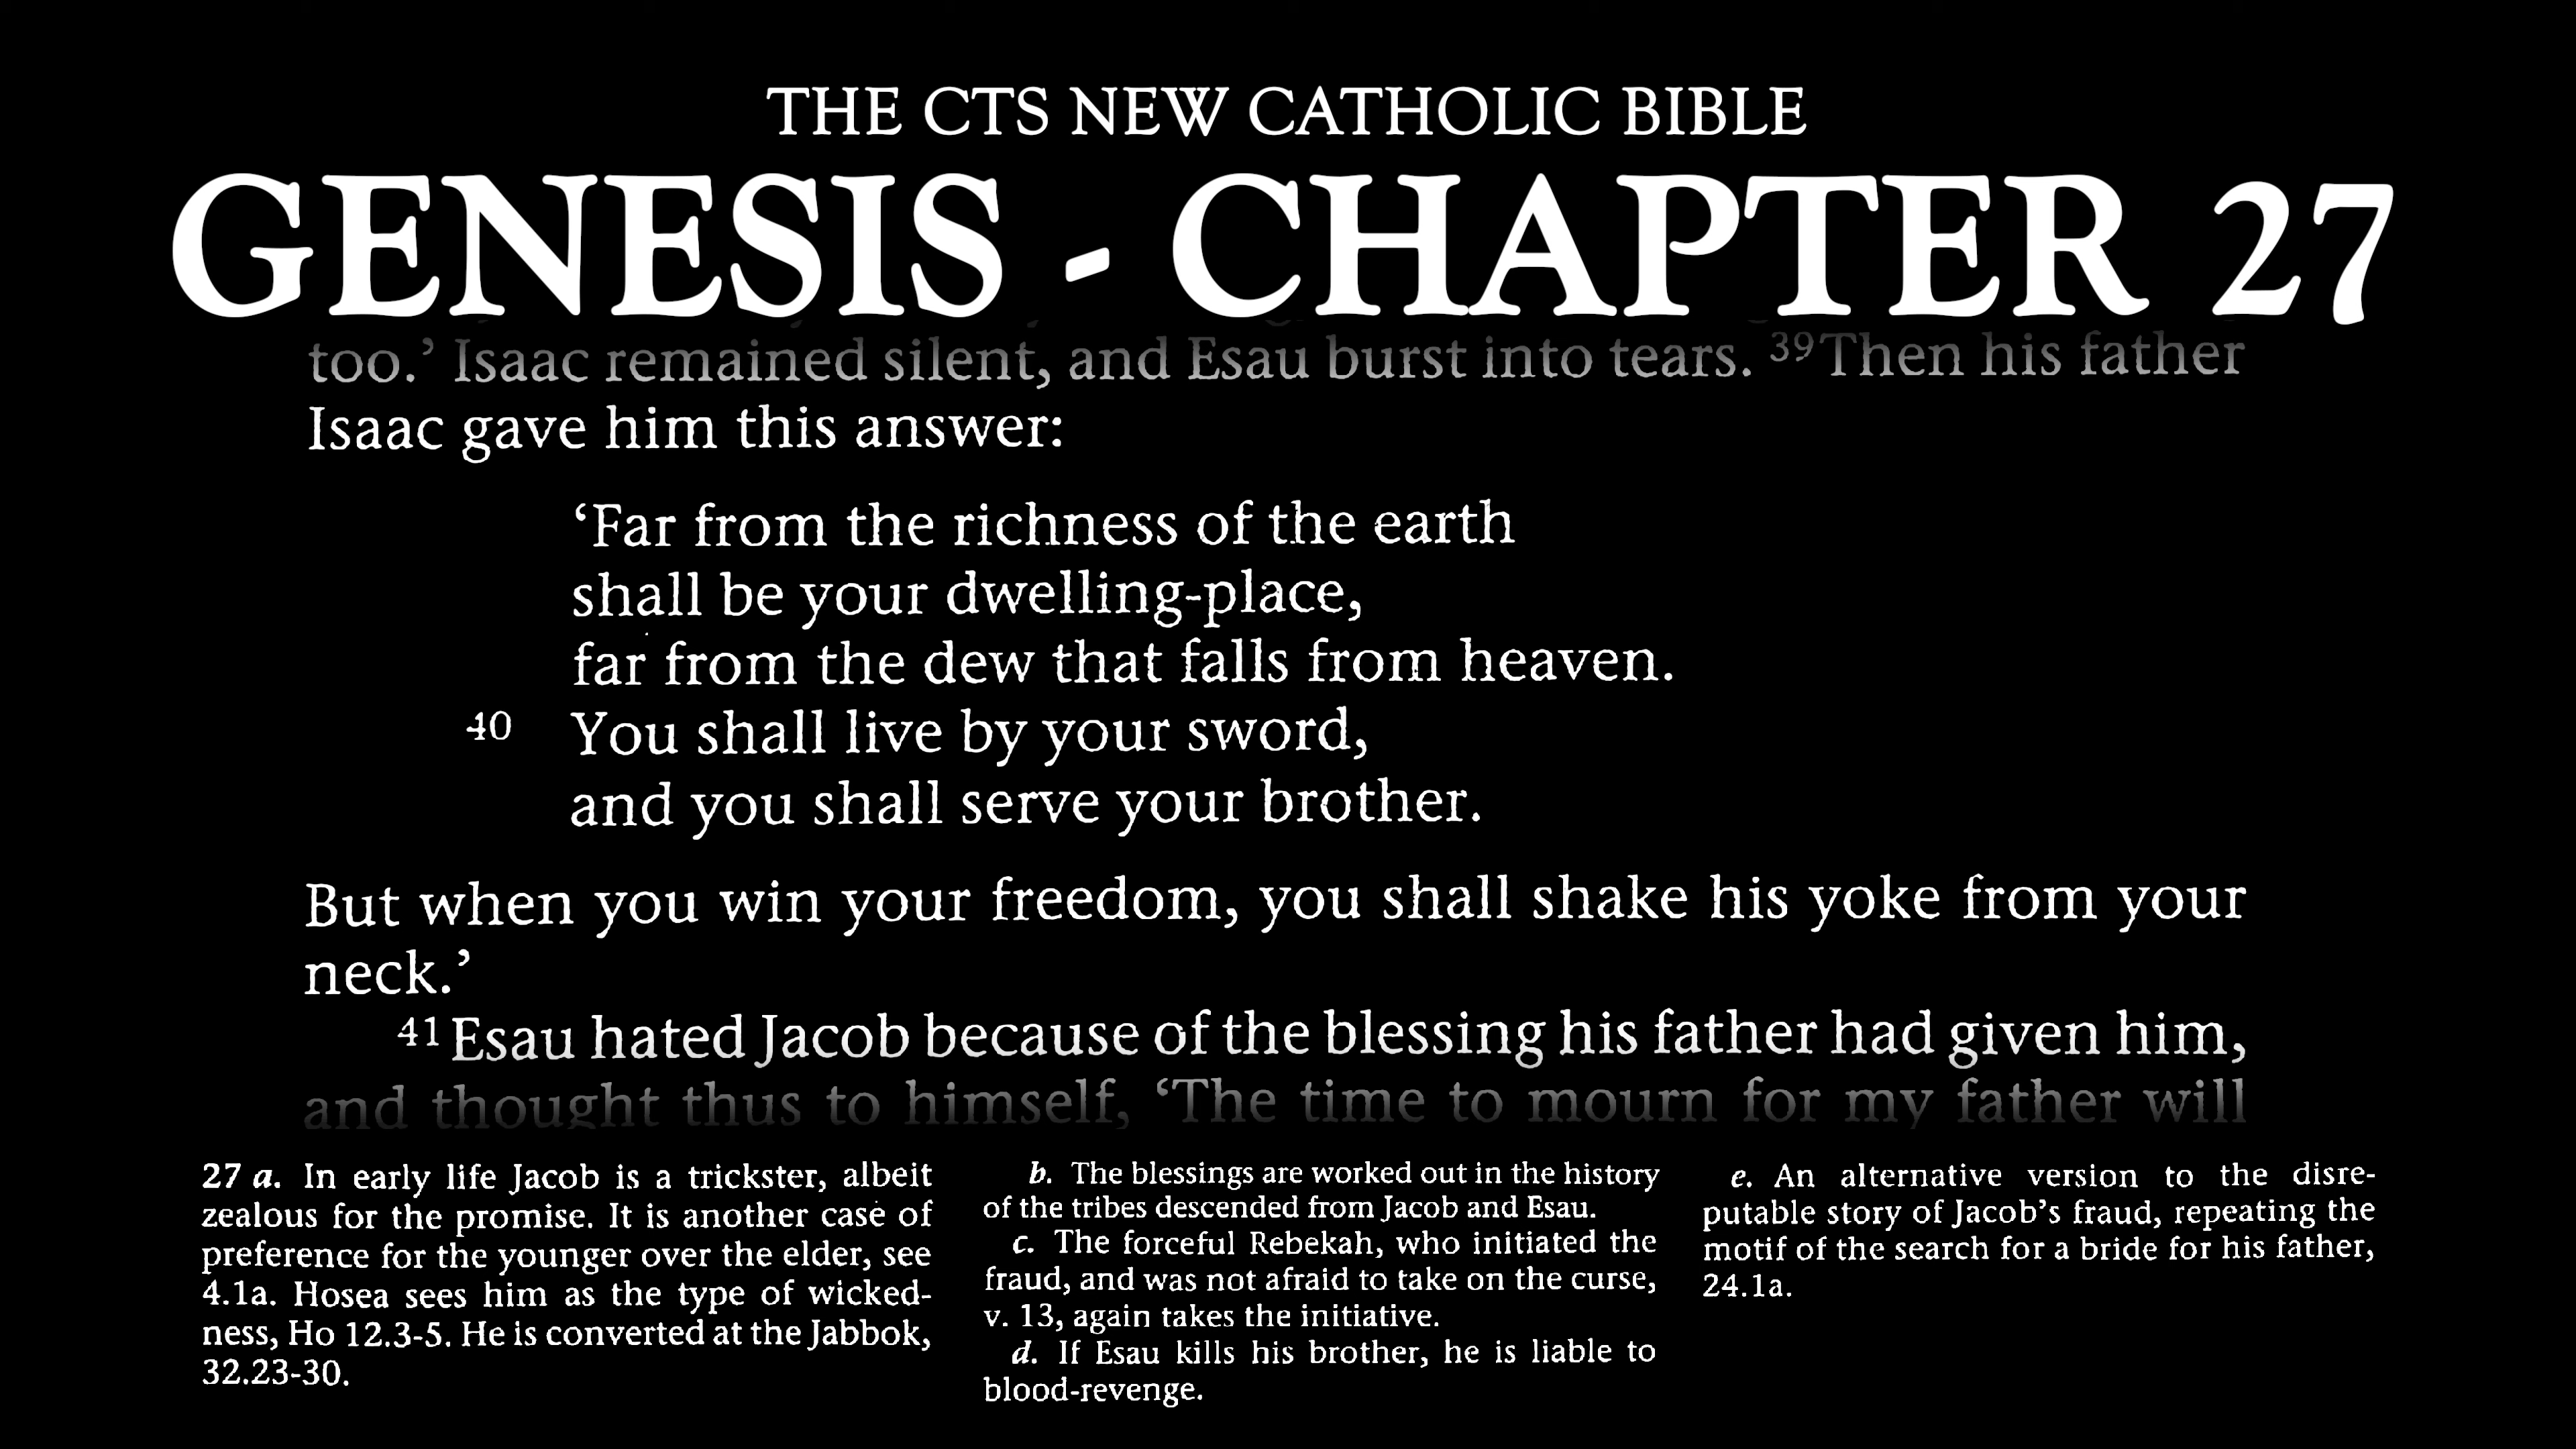 THE CTS NEW CATHOLIC BIBLE
GENESIS - CHAPTER 27
too.’ Isaac remained silent, and Esau burst into tears. 39Then his father
Isaac gave him this answer:
‘Far from the richness of the earth
shall be your dwelling-place,
far from the dew that falls from heaven.
40 You shall live by your sword,
and you shall serve your brother.
But when you win your freedom, you shall shake his yoke from your
neck.’
41Esau hated Jacob because of the blessing his father had given him,
and thought thus to himself, ‘The time to mourn for my father will
27 a. In early life Jacob is a trickster, albeit
zealous for the promise. It is another case of
preference for the younger over the elder, see
4.1a. Hosea sees him as the type of wicked-
ness, Ho 12.3-5. He is converted at the Jabbok,
32.23-30.
b. The blessings are worked out in the history
of the tribes descended from Jacob and Esau.
c. The forceful Rebekah, who initiated the
fraud, and was not afraid to take on the curse,
v. 13, again takes the initiative.
d. If Esau kills his brother, he is liable to
blood-revenge.
e. An alternative version to the disre-
putable story of Jacob’s fraud, repeating the
motif of the search for a bride for his father,
24.1a.